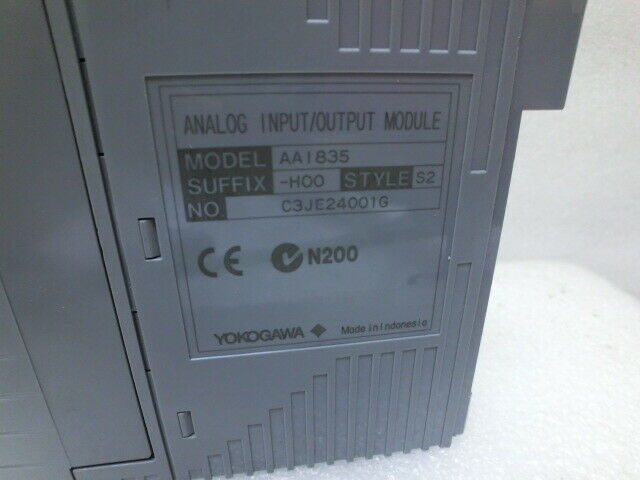 ANALOG INPUT/OUTPUT MODULE
MODEL AAI835
SUFFIX -H00 STYLE S2
NO. C3JE24001G
CE N200
YOKOGAWA Made in Indonesia